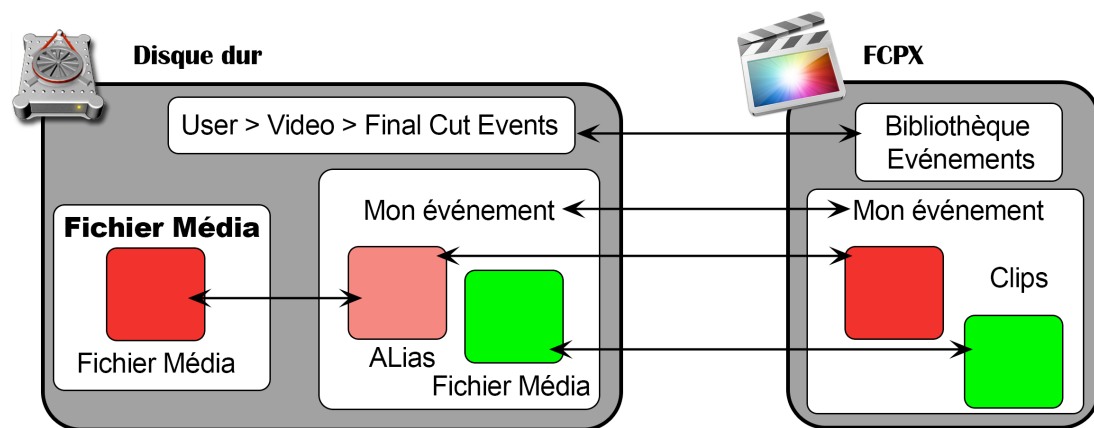 Disque dur
FCPX
User > Video > Final Cut Events
Bibliothèque
Evénements
Mon événement
Mon événement
Fichier Média
Clips
ALias
Fichier Média
Fichier Média